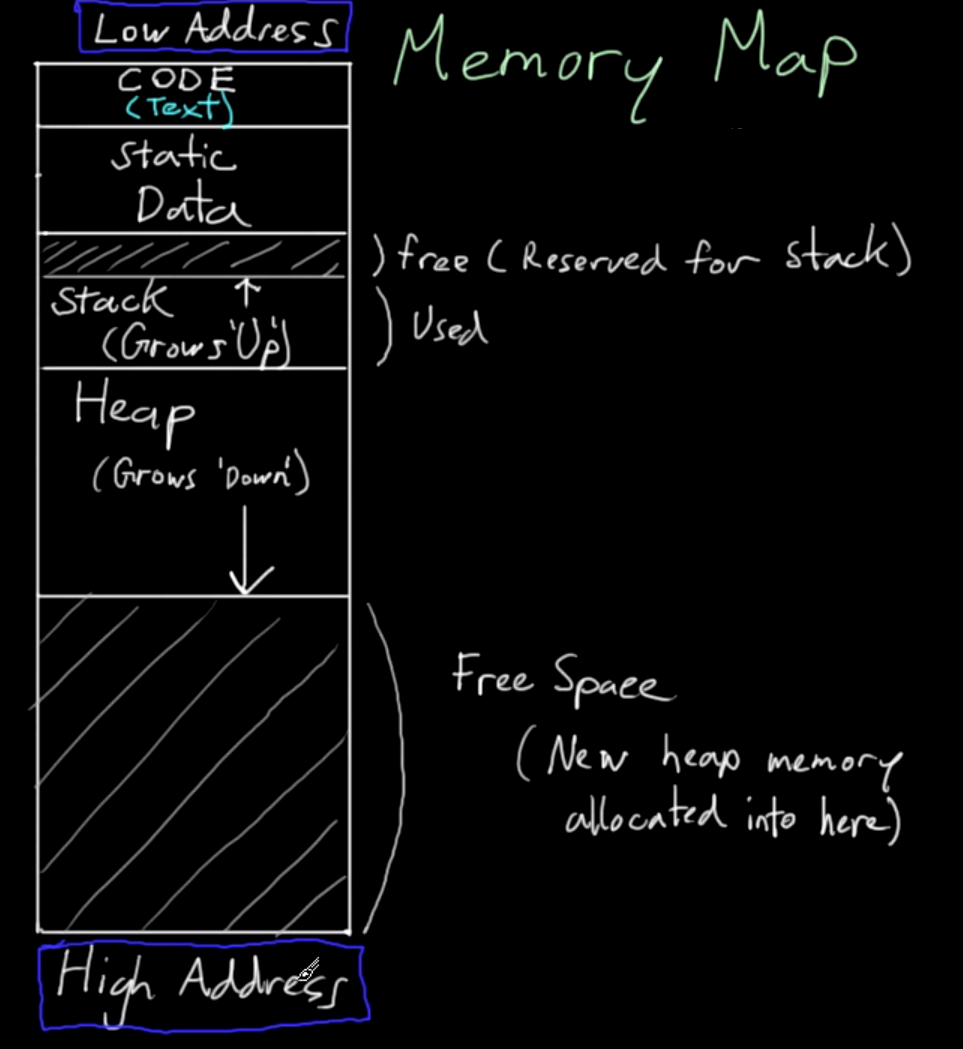 Low Address
Memory Map
CODE
(Text)
Static
Data
) free (Reserved for Stack)
Stack
(Grows 'Up')
) Used
Heap
(Grows 'Down')
Free Space
(New heap memory
allocated into here)
High Address